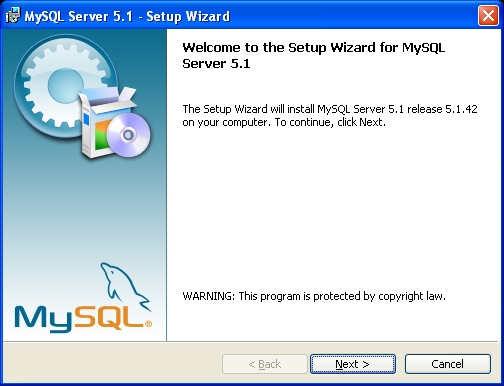 MySQL Server 5.1 - Setup Wizard
Welcome to the Setup Wizard for MySQL
Server 5.1
The Setup Wizard will install MySQL Server 5.1 release 5.1.42
on your computer. To continue, click Next.
WARNING: This program is protected by copyright law.
MySQL®
< Back
Next >
Cancel